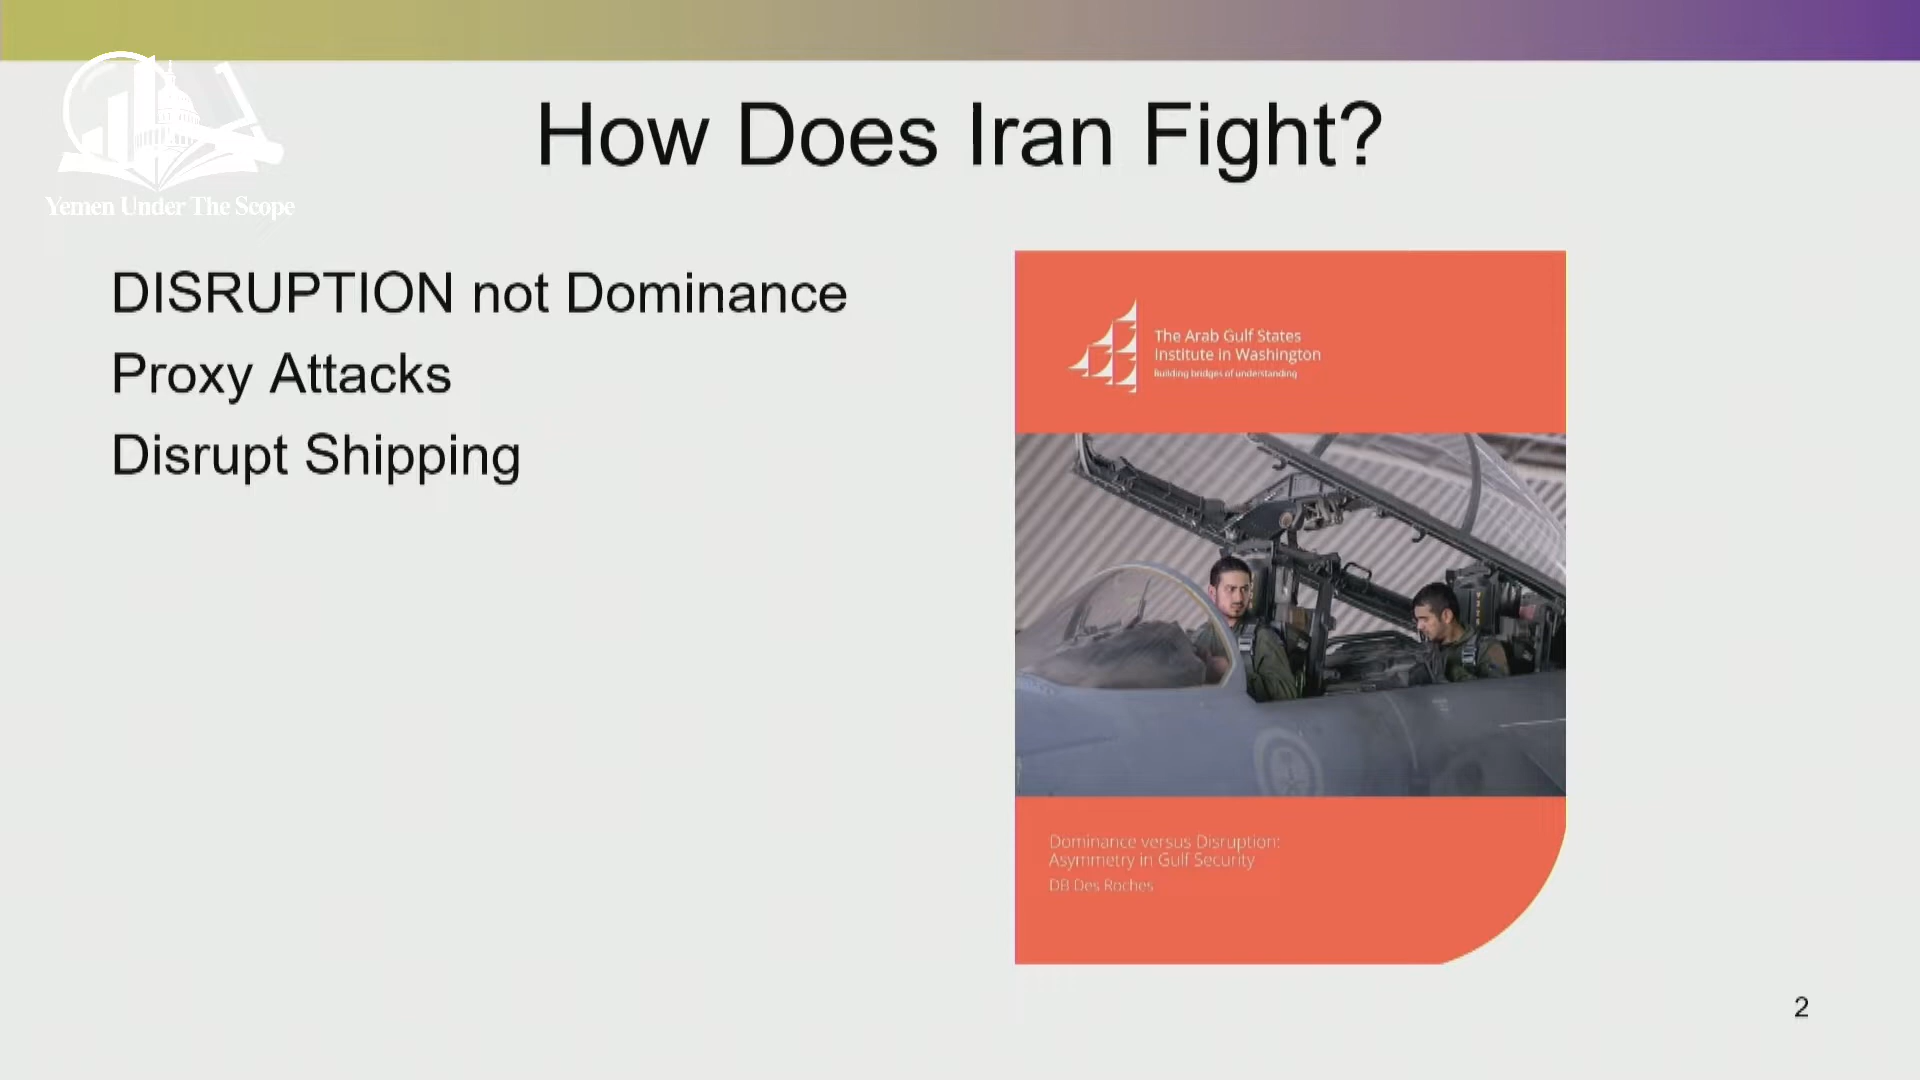 Yemen Under The Scope
How Does Iran Fight?
DISRUPTION not Dominance
Proxy Attacks
Disrupt Shipping
The Arab Gulf States
Institute in Washington
Building bridges of understanding
Dominance versus Disruption:
Asymmetry in Gulf Security
DB Des Roches
2